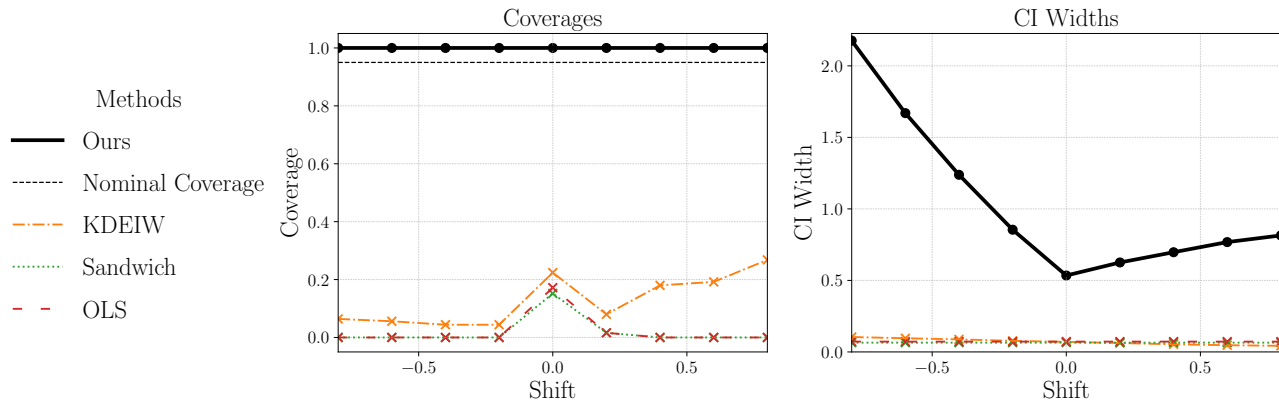 Methods
Ours
Nominal Coverage
KDEIW
Sandwich
OLS
Coverages
Coverage
1.0
0.8
0.6
0.4
0.2
0.0
−0.5
0.0
0.5
Shift
CI Widths
CI Width
2.0
1.5
1.0
0.5
0.0
−0.5
0.0
0.5
Shift